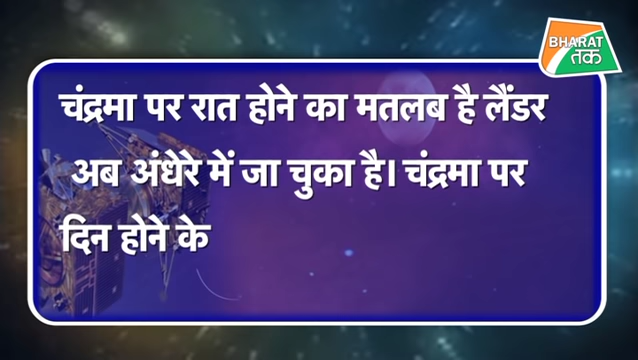 BHARAT
तक
चंद्रमा पर रात होने का मतलब है लैंडर
अब अंधेरे में जा चुका है। चंद्रमा पर
दिन होने के